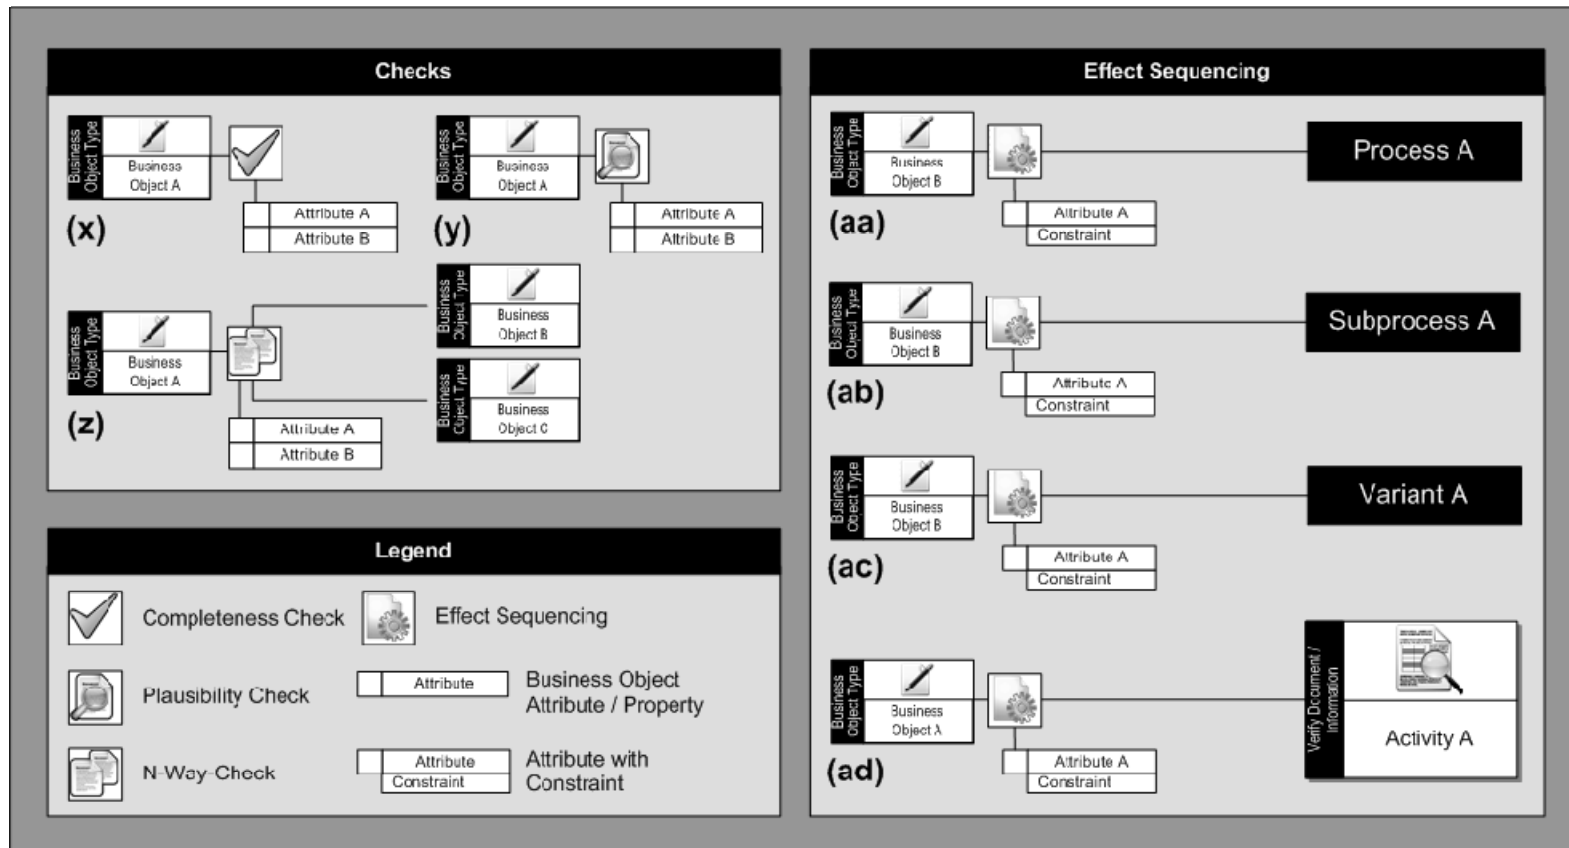 Checks
Business
Object Type
Business
Object A
Attribute A
Attribute B
(x)
Business
Object Type
Business
Object A
Attribute A
Attribute B
(y)
Business
Object Type
Business
Object A
Attribute A
Attribute B
(z)
Business
Object Type
Business
Object B
Business
Object Type
Business
Object C
Legend
Completeness Check
Effect Sequencing
Plausibility Check
Attribute
Business Object
Attribute / Property
N-Way-Check
Attribute
Constraint
Attribute with
Constraint
Effect Sequencing
Business
Object Type
Business
Object B
Attribute A
Constraint
(aa)
Process A
Business
Object Type
Business
Object B
Attribute A
Constraint
(ab)
Subprocess A
Business
Object Type
Business
Object B
Attribute A
Constraint
(ac)
Variant A
Business
Object Type
Business
Object A
Attribute A
Constraint
(ad)
Verify Document /
Information
Activity A